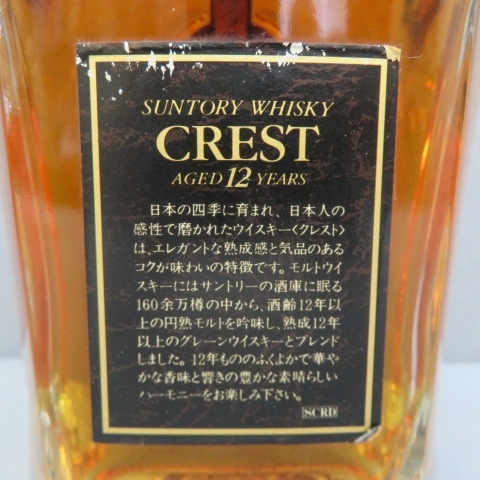 SUNTORY WHISKY
CREST
AGED 12 YEARS
日本の四季に育まれ、日本人の
感性で磨かれたウイスキー〈クレスト〉
は、エレガントな熟成感と気品のある
コクが味わいの特徴です。モルトウイ
スキーにはサントリーの酒庫に眠る
160余万樽の中から、酒齢12年以
上の円熟モルトを吟味し、熟成12年
以上のグレーンウイスキーとブレンド
しました。12年もののふくよかで華や
かな香味と響きの豊かな素晴らしい
ハーモニーをお楽しみ下さい。
SCRD